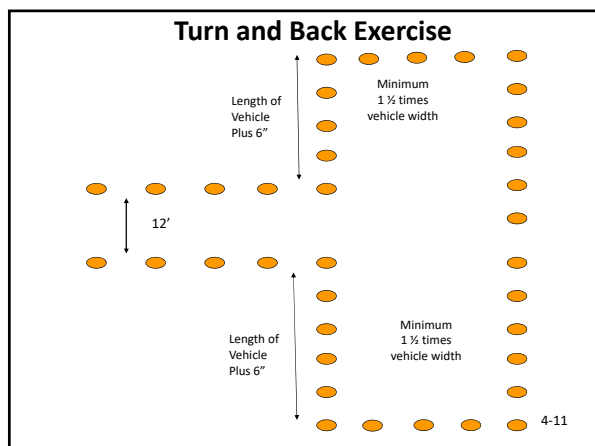 Turn and Back Exercise
Length of
Vehicle
Plus 6”
Minimum
1 ½ times
vehicle width
12’
Length of
Vehicle
Plus 6”
Minimum
1 ½ times
vehicle width
4-11